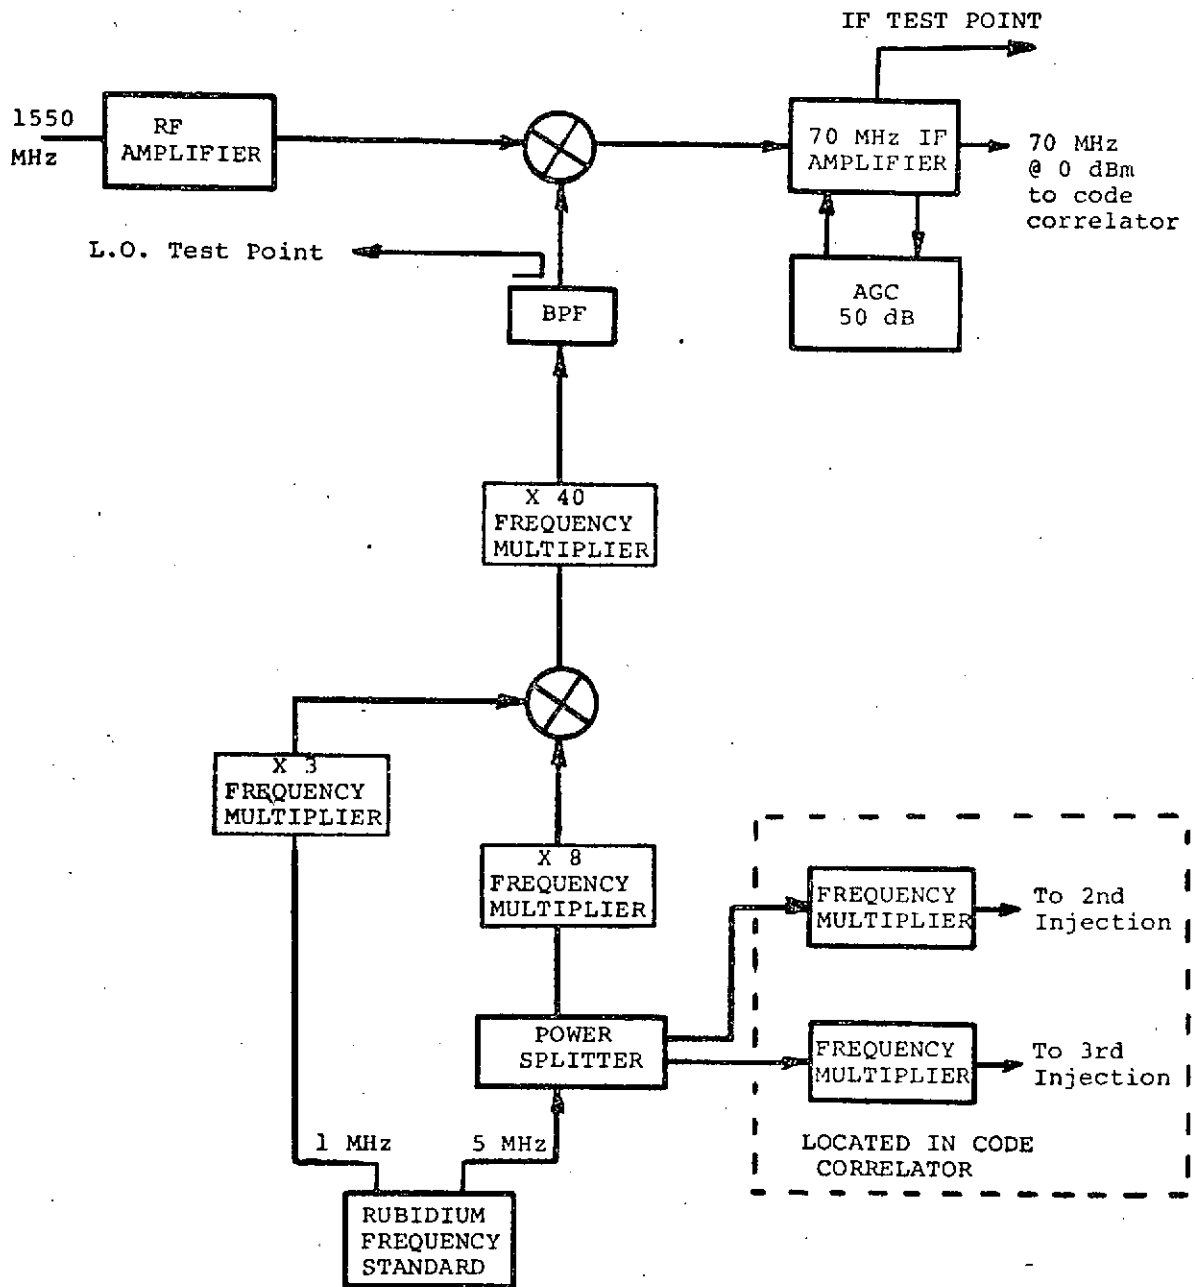 IF TEST POINT
1550
MHz
RF
AMPLIFIER
70 MHz IF
AMPLIFIER
70 MHz
@ 0 dBm
to code
correlator
L.O. Test Point
BPF
AGC
50 dB
X 40
FREQUENCY
MULTIPLIER
X 3
FREQUENCY
MULTIPLIER
X 8
FREQUENCY
MULTIPLIER
FREQUENCY
MULTIPLIER
To 2nd
Injection
POWER
SPLITTER
FREQUENCY
MULTIPLIER
To 3rd
Injection
1 MHz
5 MHz
LOCATED IN CODE
CORRELATOR
RUBIDIUM
FREQUENCY
STANDARD